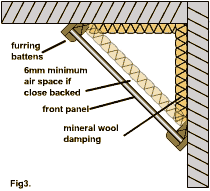 furring
battens
6mm minimum
air space if
close backed
front panel
mineral wool
damping
Fig3.